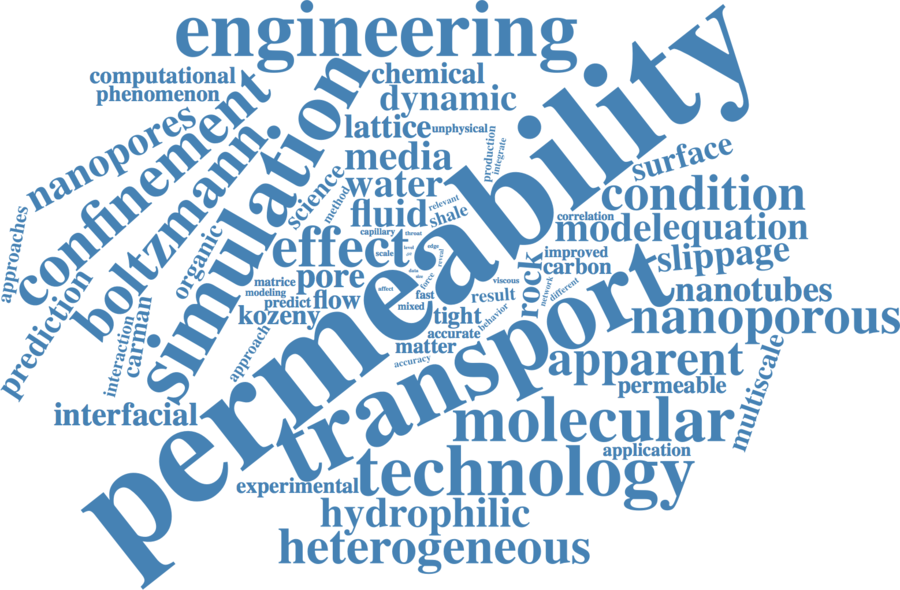 engineering
computational
phenomenon
chemical
dynamic
permeability
simulation
confinement
nanopores
boltzmann
lattice
unphysical
production
integrate
media
water
science
method
surface
condition
fluid
relevant
shale
correlation
modelequation
approaches
organic
effect
capillary
throat
scale
level
edge
reveal
improved
carbon
slippage
rock
prediction
carman
interaction
matrice
pore
modeling
affect
force
viscous
network
different
nanotubes
predict
flow
fast
mixed
result
kozeny
tight
behavior
nanoporous
approach
accurate
matter
accuracy
transport
apparent
permeable
multiscale
interfacial
molecular
application
technology
experimental
hydrophilic
heterogeneous